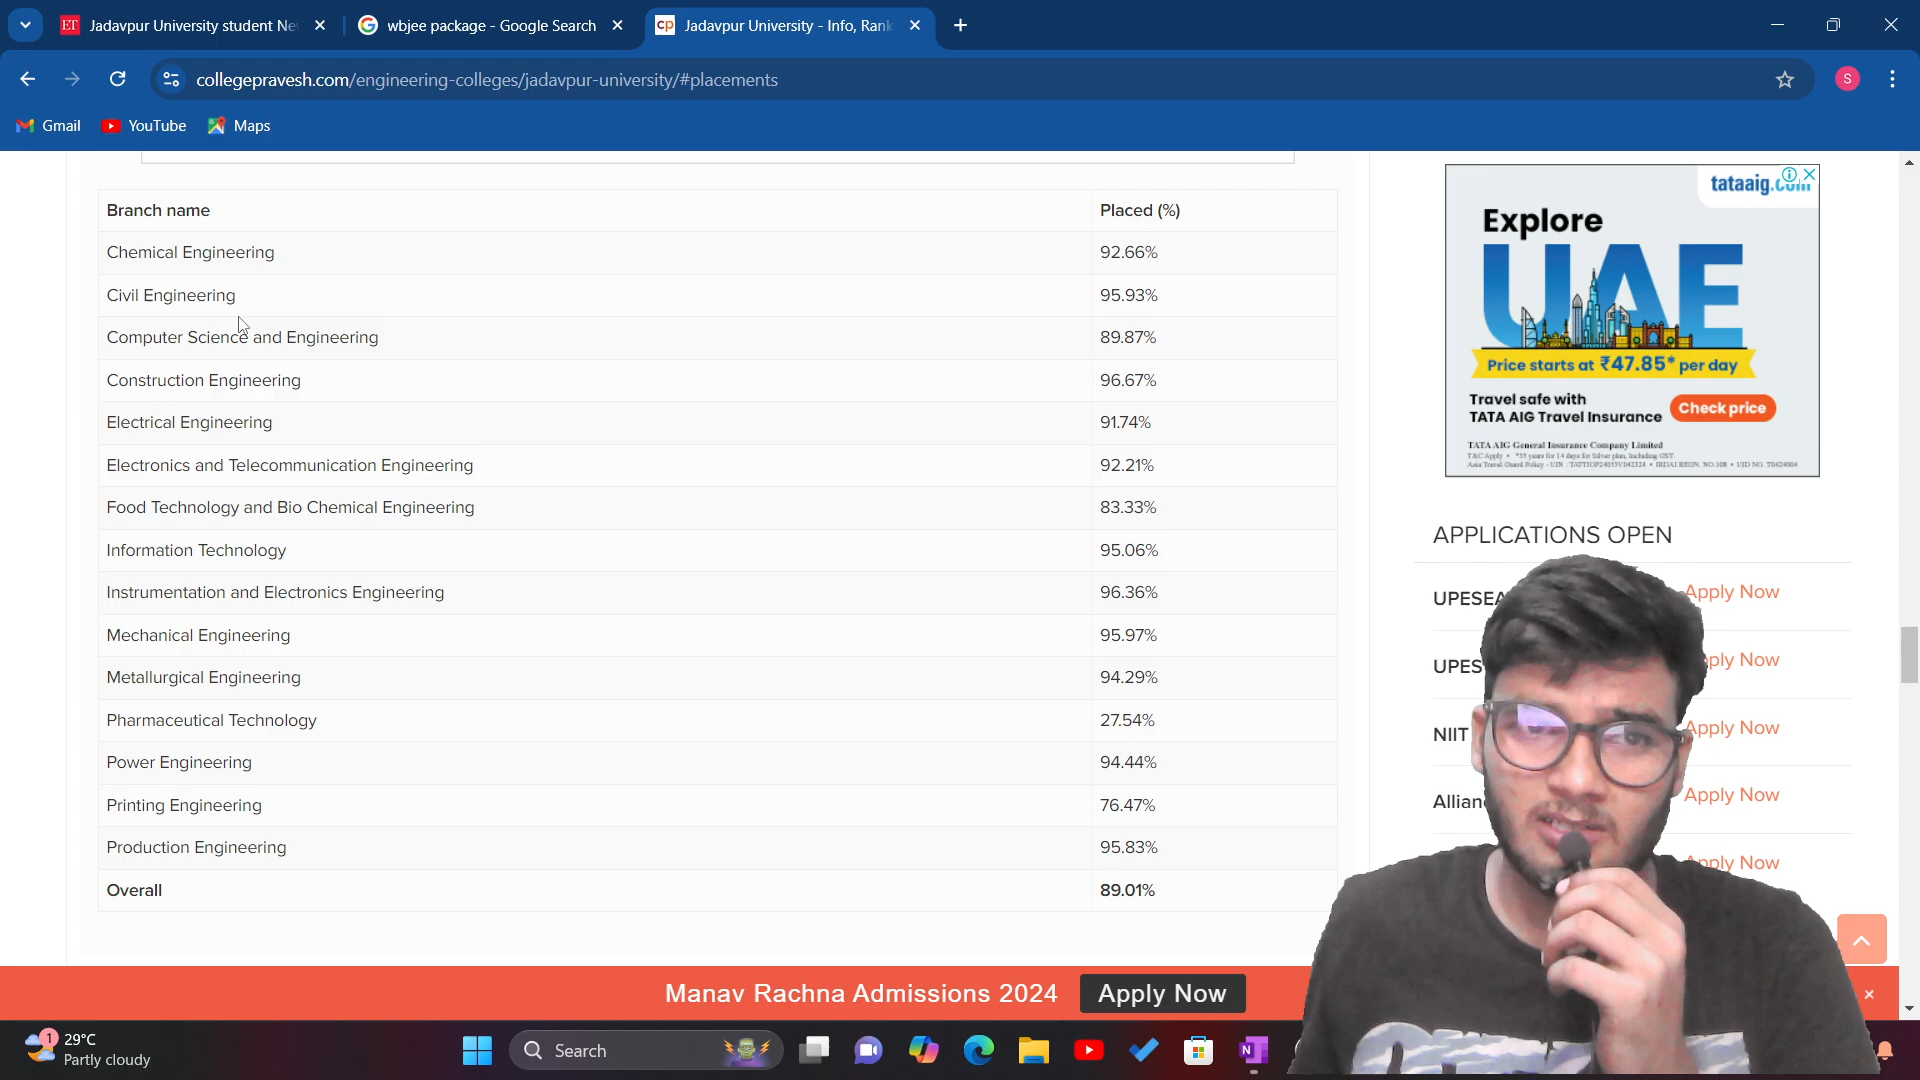 Jadavpur University student Ne
wbjee package - Google Search
Jadavpur University - Info, Rank
collegepravesh.com/engineering-colleges/jadavpur-university/#placements
S
Gmail
YouTube
Maps
Branch name Placed (%)
Chemical Engineering 92.66%
Civil Engineering 95.93%
Computer Science and Engineering 89.87%
Construction Engineering 96.67%
Electrical Engineering 91.74%
Electronics and Telecommunication Engineering 92.21%
Food Technology and Bio Chemical Engineering 83.33%
Information Technology 95.06%
Instrumentation and Electronics Engineering 96.36%
Mechanical Engineering 95.97%
Metallurgical Engineering 94.29%
Pharmaceutical Technology 27.54%
Power Engineering 94.44%
Printing Engineering 76.47%
Production Engineering 95.83%
Overall 89.01%
Explore
UAE
Price starts at ₹47.85* per day
Travel safe with
TATA AIG Travel Insurance
Check price
TATA AIG General Insurance Company Limited
APPLICATIONS OPEN
UPESEA Apply Now
UPES ply Now
NIIT Apply Now
Allian Apply Now
Apply Now
Manav Rachna Admissions 2024 Apply Now
1
29°C
Partly cloudy
Search